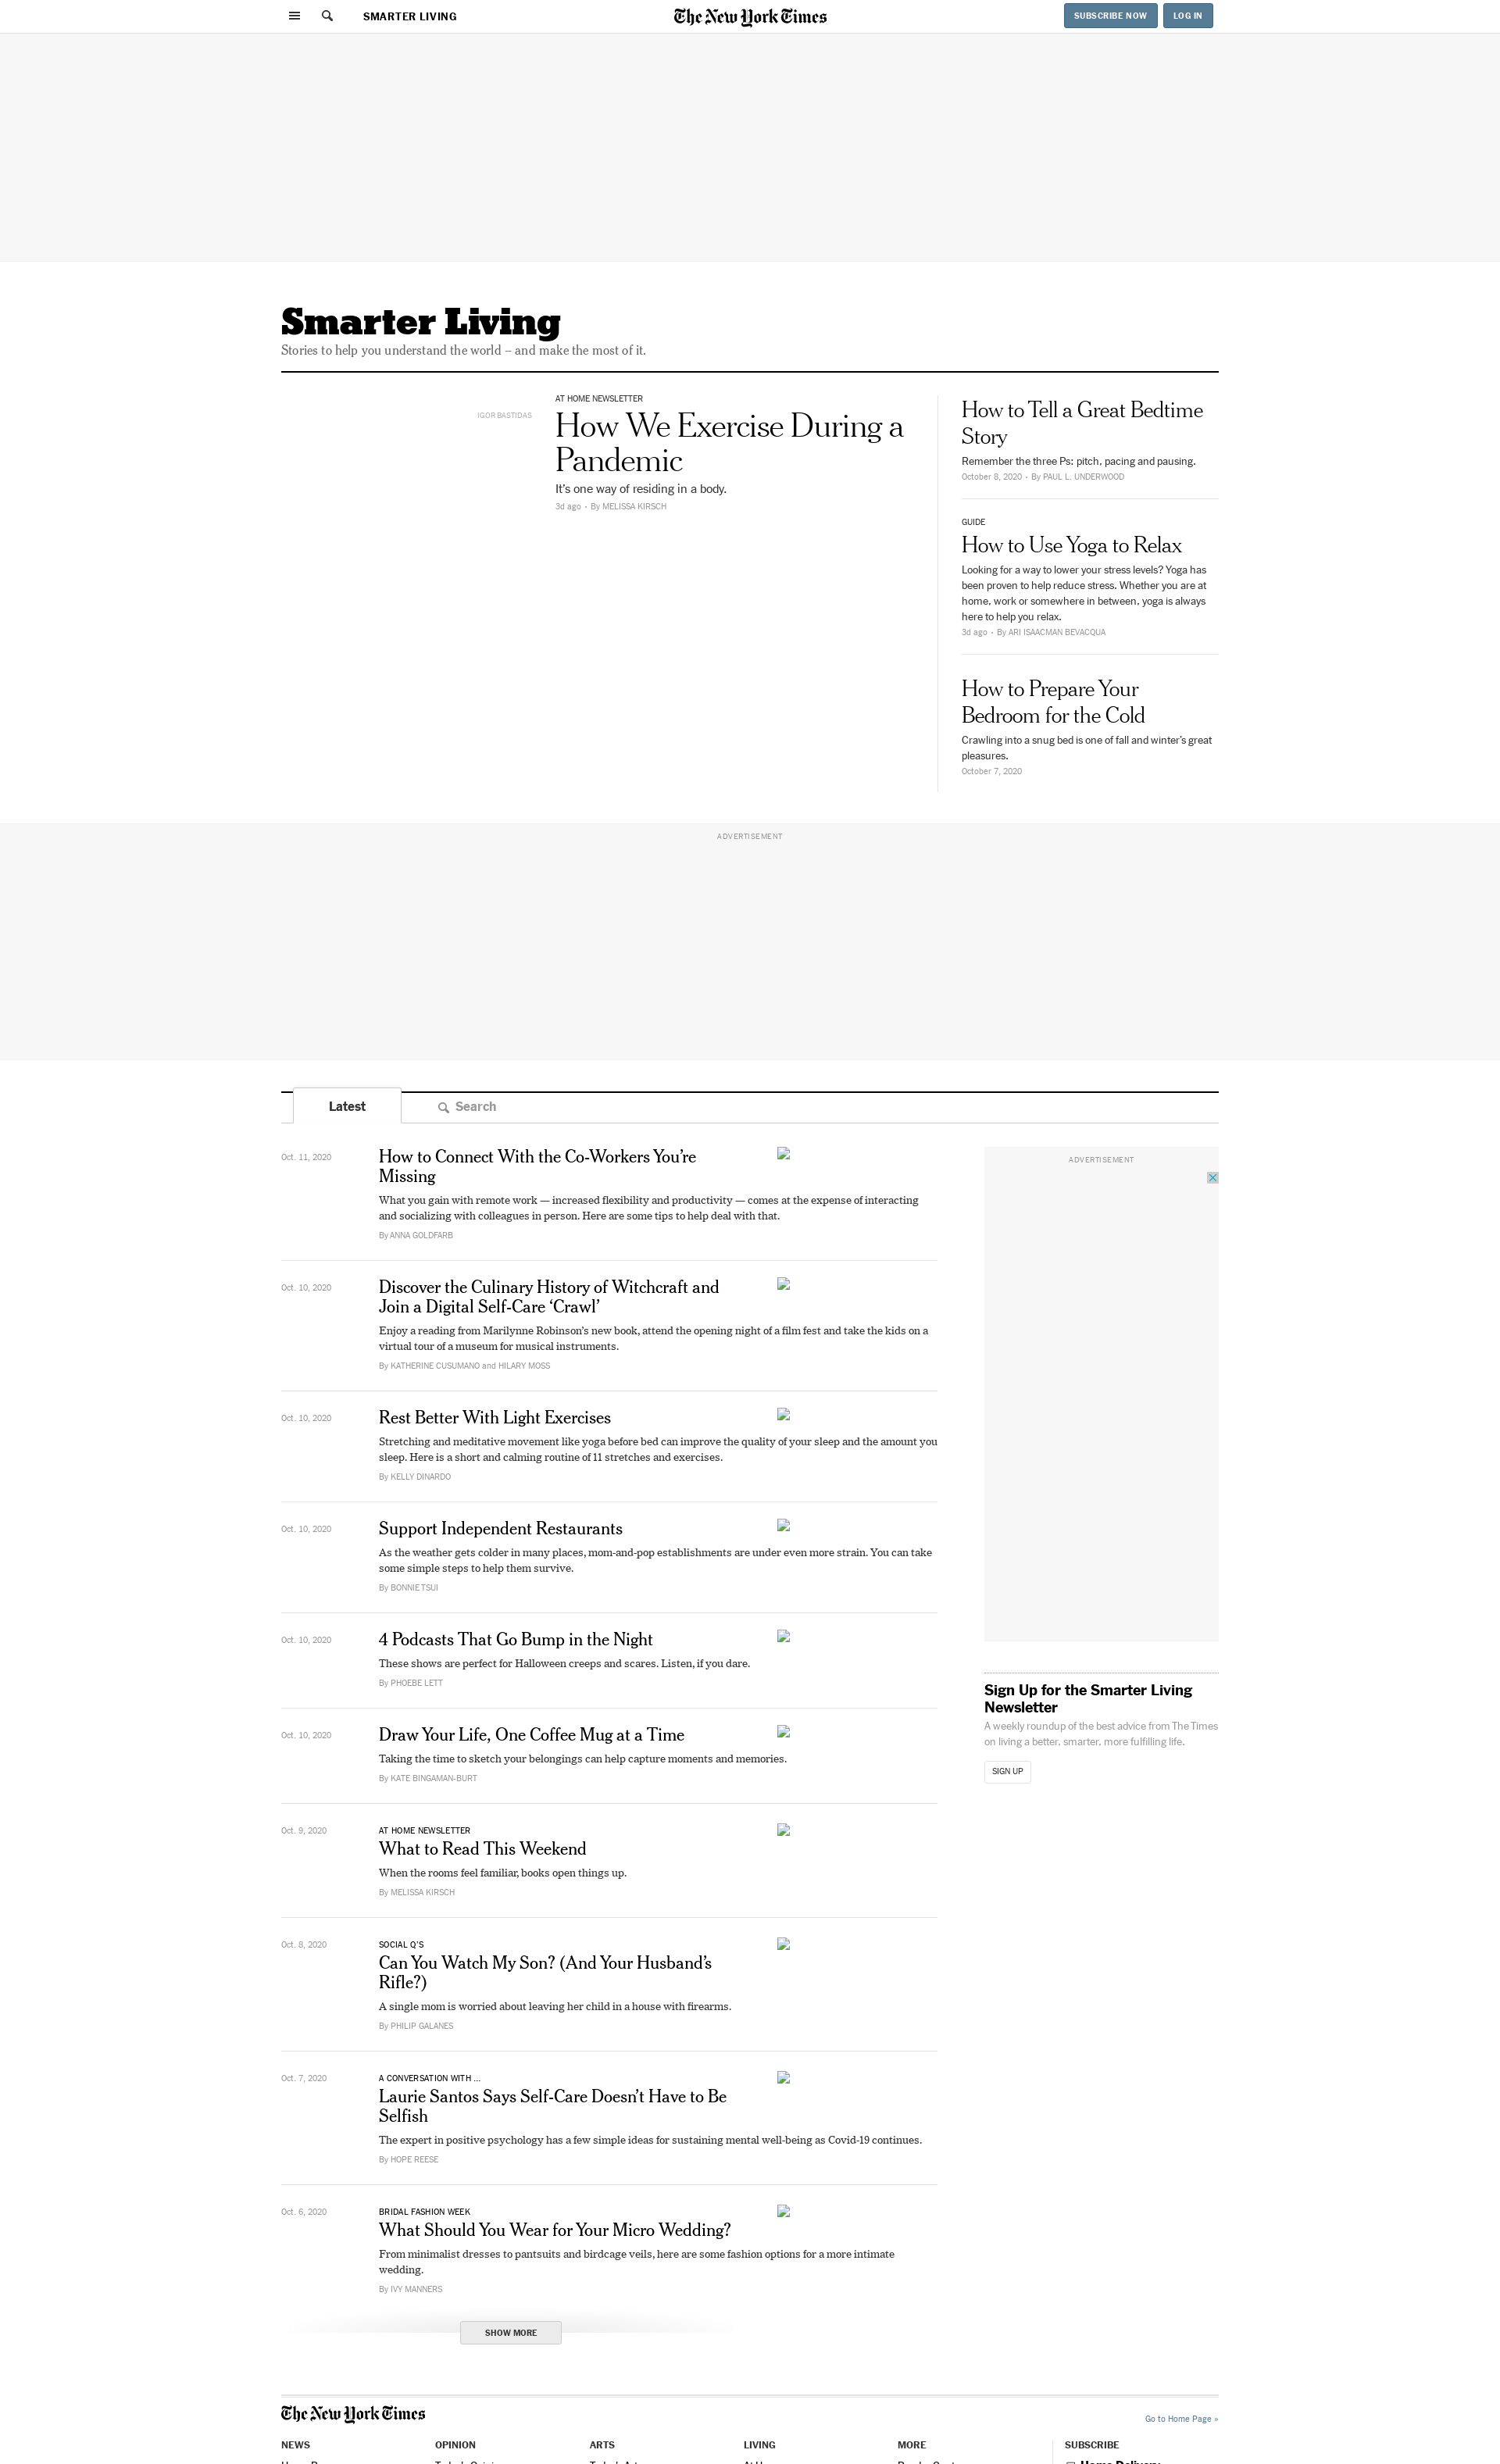 SMARTER LIVING
The New York Times
SUBSCRIBE NOW
LOG IN
Smarter Living
Stories to help you understand the world – and make the most of it.
IGOR BASTIDAS
AT HOME NEWSLETTER
How We Exercise During a
Pandemic
It's one way of residing in a body.
3d ago • By MELISSA KIRSCH
How to Tell a Great Bedtime
Story
Remember the three Ps: pitch, pacing and pausing.
October 8, 2020 • By PAUL L. UNDERWOOD
GUIDE
How to Use Yoga to Relax
Looking for a way to lower your stress levels? Yoga has
been proven to help reduce stress. Whether you are at
home, work or somewhere in between, yoga is always
here to help you relax.
3d ago • By ARI ISAACMAN BEVACQUA
How to Prepare Your
Bedroom for the Cold
Crawling into a snug bed is one of fall and winter's great
pleasures.
October 7, 2020
ADVERTISEMENT
Latest
Search
Oct. 11, 2020
How to Connect With the Co-Workers You're
Missing
What you gain with remote work — increased flexibility and productivity — comes at the expense of interacting
and socializing with colleagues in person. Here are some tips to help deal with that.
By ANNA GOLDFARB
Oct. 10, 2020
Discover the Culinary History of Witchcraft and
Join a Digital Self-Care 'Crawl'
Enjoy a reading from Marilynne Robinson's new book, attend the opening night of a film fest and take the kids on a
virtual tour of a museum for musical instruments.
By KATHERINE CUSUMANO and HILARY MOSS
Oct. 10, 2020
Rest Better With Light Exercises
Stretching and meditative movement like yoga before bed can improve the quality of your sleep and the amount you
sleep. Here is a short and calming routine of 11 stretches and exercises.
By KELLY DINARDO
Oct. 10, 2020
Support Independent Restaurants
As the weather gets colder in many places, mom-and-pop establishments are under even more strain. You can take
some simple steps to help them survive.
By BONNIE TSUI
Oct. 10, 2020
4 Podcasts That Go Bump in the Night
These shows are perfect for Halloween creeps and scares. Listen, if you dare.
By PHOEBE LETT
Oct. 10, 2020
Draw Your Life, One Coffee Mug at a Time
Taking the time to sketch your belongings can help capture moments and memories.
By KATE BINGAMAN-BURT
Oct. 9, 2020
AT HOME NEWSLETTER
What to Read This Weekend
When the rooms feel familiar, books open things up.
By MELISSA KIRSCH
Oct. 8, 2020
SOCIAL Q'S
Can You Watch My Son? (And Your Husband's
Rifle?)
A single mom is worried about leaving her child in a house with firearms.
By PHILIP GALANES
Oct. 7, 2020
A CONVERSATION WITH ...
Laurie Santos Says Self-Care Doesn't Have to Be
Selfish
The expert in positive psychology has a few simple ideas for sustaining mental well-being as Covid-19 continues.
By HOPE REESE
Oct. 6, 2020
BRIDAL FASHION WEEK
What Should You Wear for Your Micro Wedding?
From minimalist dresses to pantsuits and birdcage veils, here are some fashion options for a more intimate
wedding.
By IVY MANNERS
SHOW MORE
ADVERTISEMENT
Sign Up for the Smarter Living
Newsletter
A weekly roundup of the best advice from The Times
on living a better, smarter, more fulfilling life.
SIGN UP
The New York Times
Go to Home Page »
NEWS
OPINION
ARTS
LIVING
MORE
SUBSCRIBE